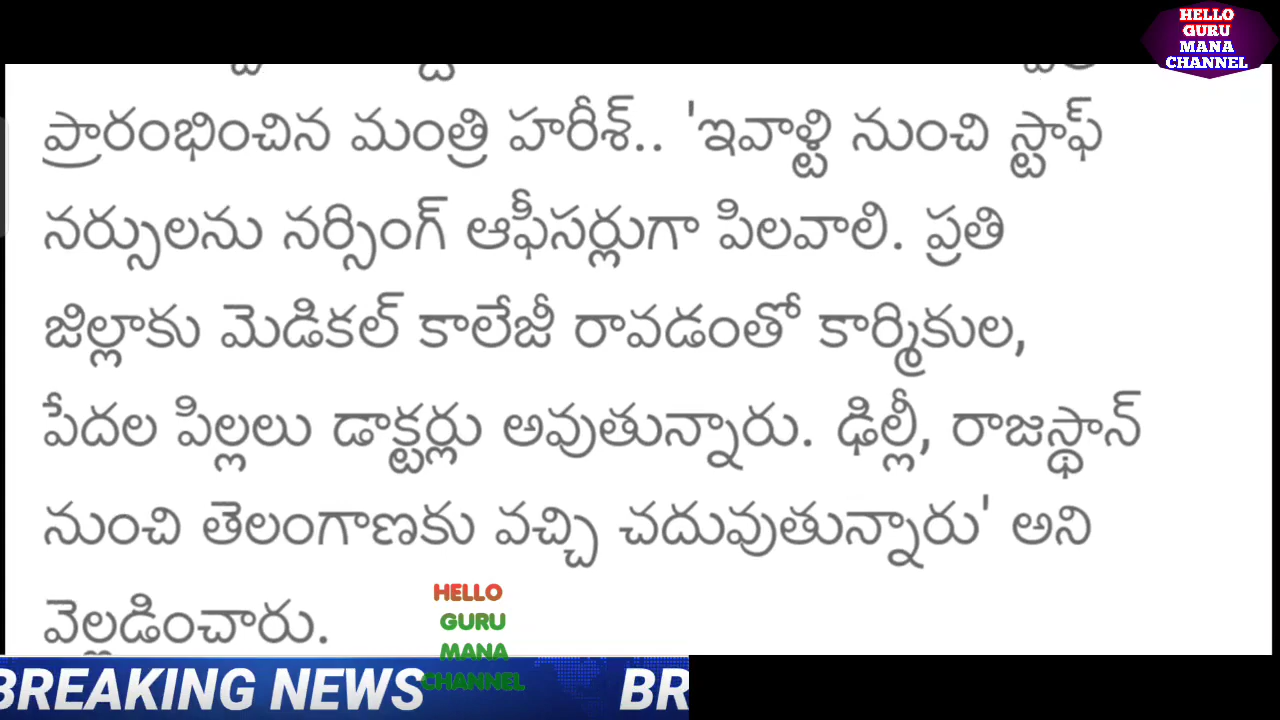 HELLO
GURU
MANA
CHANNEL
ప్రారంభించిన మంత్రి హరీశ్.. 'ఇవాళ్టి నుంచి స్టాఫ్
నర్సులను నర్సింగ్ ఆఫీసర్లుగా పిలవాలి. ప్రతి
జిల్లాకు మెడికల్ కాలేజీ రావడంతో కార్మికుల,
పేదల పిల్లలు డాక్టర్లు అవుతున్నారు. ఢిల్లీ, రాజస్థాన్
నుంచి తెలంగాణకు వచ్చి చదువుతున్నారు' అని
వెల్లడించారు.
HELLO
GURU
MANA
CHANNEL
BREAKING NEWS BR